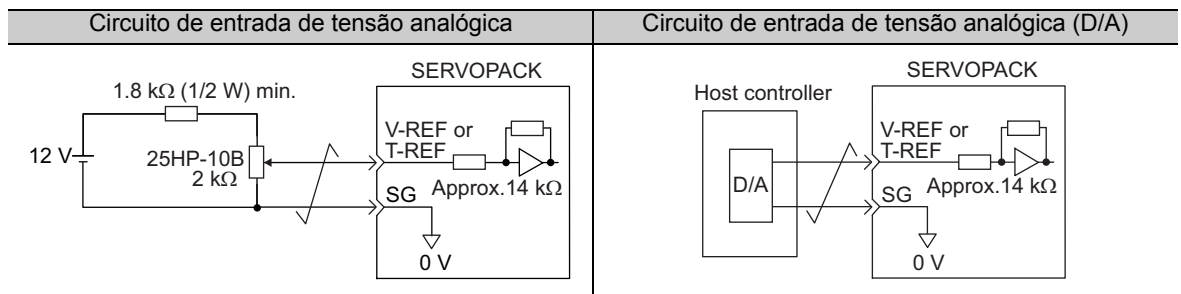 Circuito de entrada de tensão analógica
Circuito de entrada de tensão analógica (D/A)
SERVOPACK
1.8 kΩ (1/2 W) min.
V-REF or
T-REF
12 V
25HP-10B
2 kΩ
Approx.14 kΩ
SG
0 V
SERVOPACK
Host controller
V-REF or
T-REF
D/A
Approx.14 kΩ
SG
0 V